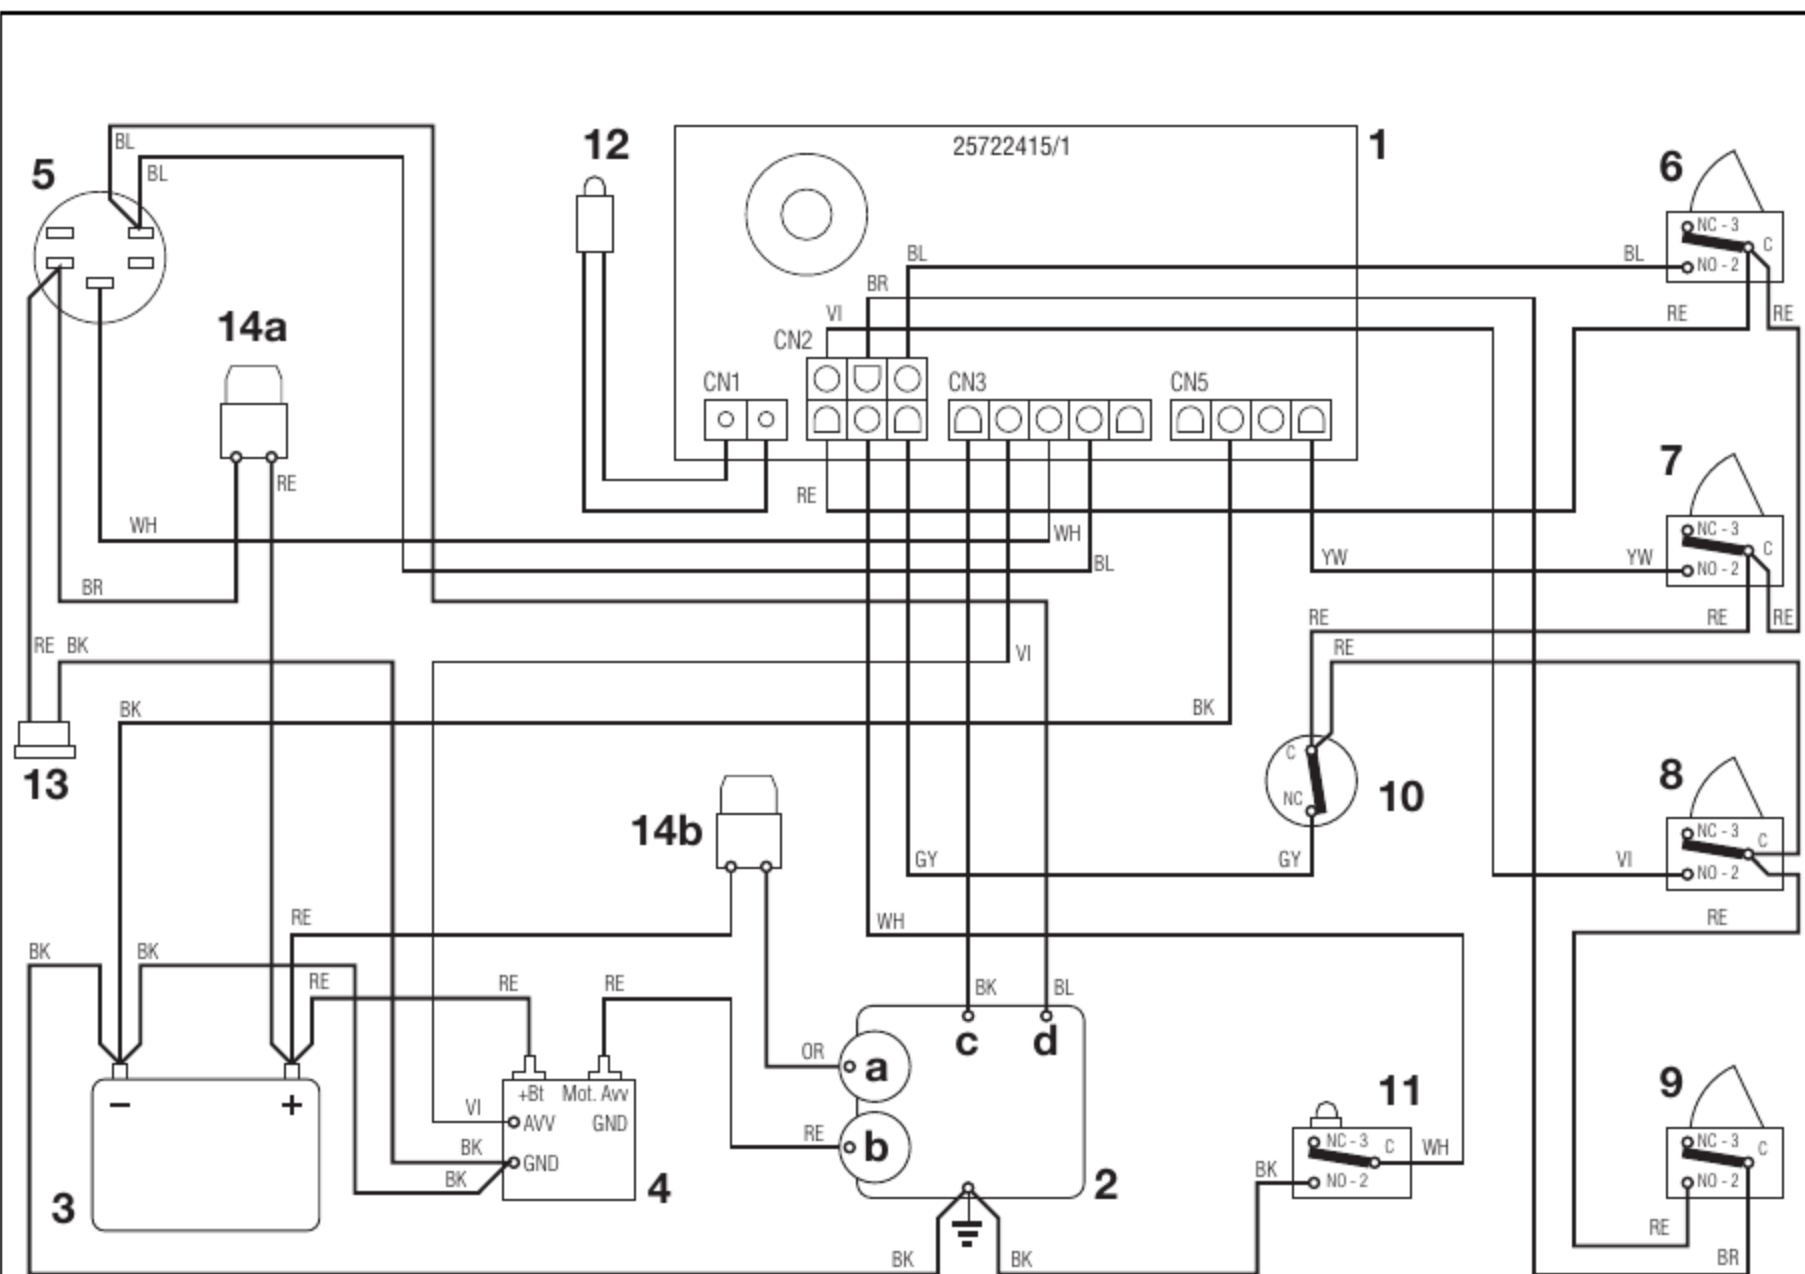 25722415/1
1
12
5
6
BL
BL
NC - 3
C
NO - 2
BL
BL
BR
VI
RE
RE
14a
CN2
CN1
CN3
CN5
7
RE
RE
WH
WH
NC - 3
C
NO - 2
YW
YW
BL
BR
RE
RE
RE
RE
BK
RE
VI
BK
BK
13
C
NC
10
8
14b
NC - 3
C
NO - 2
GY
GY
VI
RE
WH
RE
BK
BK
RE
RE
RE
BK
BL
c
d
OR
a
11
9
–
+
+Bt
Mot. Avv
VI
AVV
GND
RE
b
BK
GND
BK
NC - 3
C
WH
NC - 3
C
BK
NO - 2
NO - 2
3
4
2
RE
BK
BK
BR